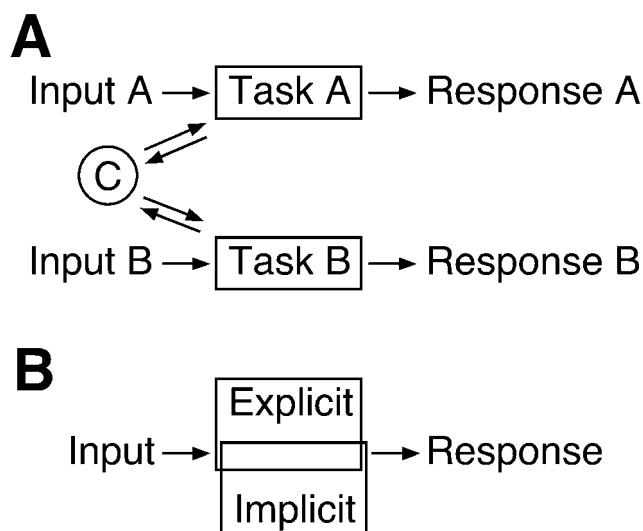 A
Input A Task A Response A
C
Input B Task B Response B
B
Explicit
Input Response
Implicit